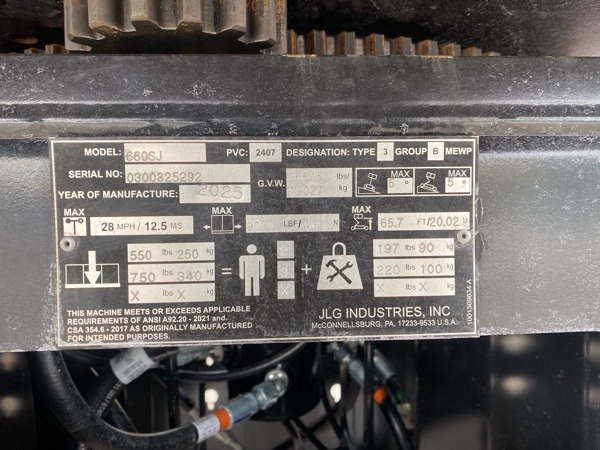 MODEL: 660SJ PVC: 2407 DESIGNATION: TYPE 3 GROUP B MEWP
SERIAL NO: 0300325292 G.V.W. lbs/ kg 5° 5°
YEAR OF MANUFACTURE: 2025
MAX 28 MPH / 12.5 M/S MAX LBF/ N MAX 65.7 FT/20.02 M
550 lbs 250 kg 197 lbs 90 kg
750 lbs 340 kg = + 220 lbs 100 kg
X lbs X kg X lbs X kg
THIS MACHINE MEETS OR EXCEEDS APPLICABLE
REQUIREMENTS OF ANSI A92.20 - 2021 and
CSA 354.6 - 2017 AS ORIGINALLY MANUFACTURED
FOR INTENDED PURPOSES.
JLG INDUSTRIES, INC
McCONNELLSBURG, PA. 17233-9533 U.S.A.
1001309634 A